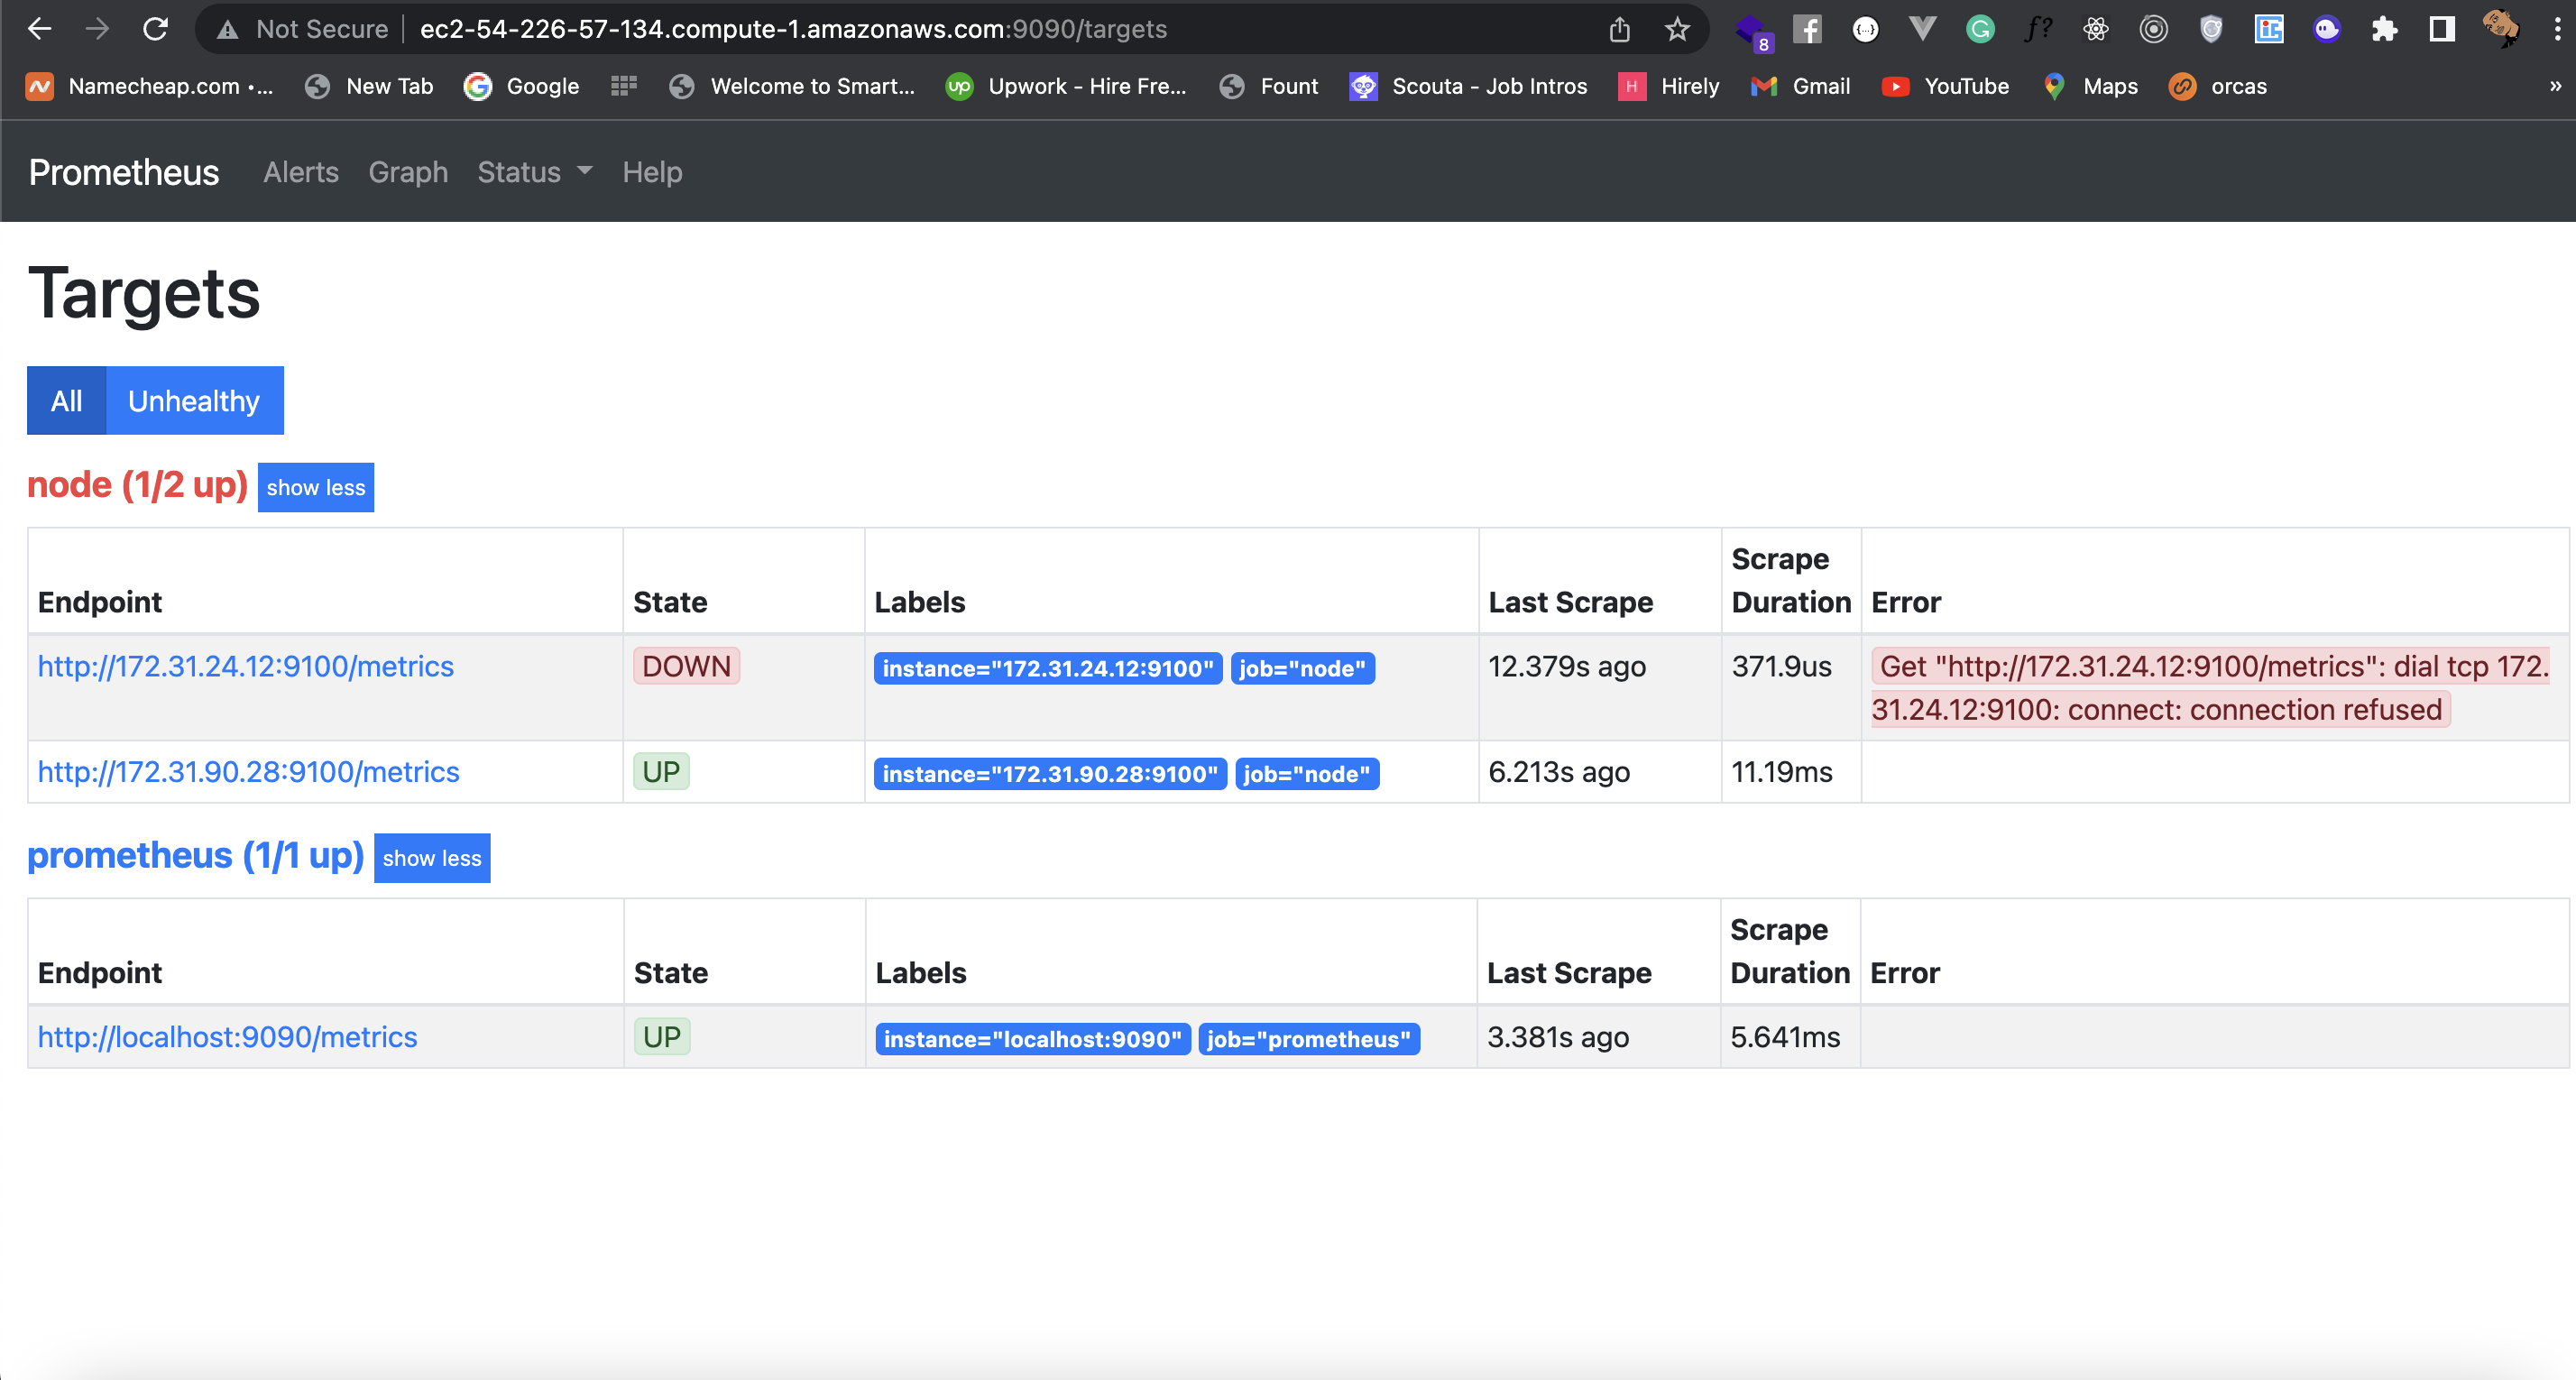 Not Secure ec2-54-226-57-134.compute-1.amazonaws.com:9090/targets 8
Namecheap.com •... New Tab Google Welcome to Smart... Upwork - Hire Fre... Fount Scouta - Job Intros Hirely Gmail YouTube Maps orcas »
Prometheus Alerts Graph Status Help
Targets
All Unhealthy
node (1/2 up) show less
Endpoint State Labels Last Scrape Scrape Duration Error
http://172.31.24.12:9100/metrics DOWN instance="172.31.24.12:9100" job="node" 12.379s ago 371.9us Get "http://172.31.24.12:9100/metrics": dial tcp 172.
31.24.12:9100: connect: connection refused
http://172.31.90.28:9100/metrics UP instance="172.31.90.28:9100" job="node" 6.213s ago 11.19ms
prometheus (1/1 up) show less
Endpoint State Labels Last Scrape Scrape Duration Error
http://localhost:9090/metrics UP instance="localhost:9090" job="prometheus" 3.381s ago 5.641ms